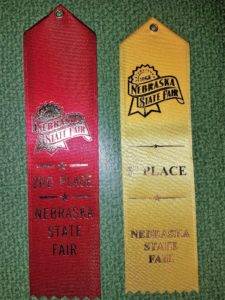 NEBRASKA
STATE FAIR
2ND PLACE
NEBRASKA
STATE
FAIR
NEBRASKA
STATE FAIR
PLACE
NEBRASKA
STATE
FAIR